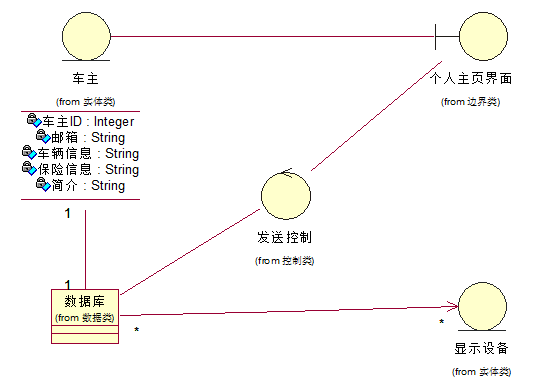 车主
(from 实体类)
车主ID : Integer
邮箱 : String
车辆信息 : String
保险信息 : String
简介 : String
个人主页界面
(from 边界类)
发送控制
(from 控制类)
1
1
数据库
(from 数据类)
*
*
显示设备
(from 实体类)